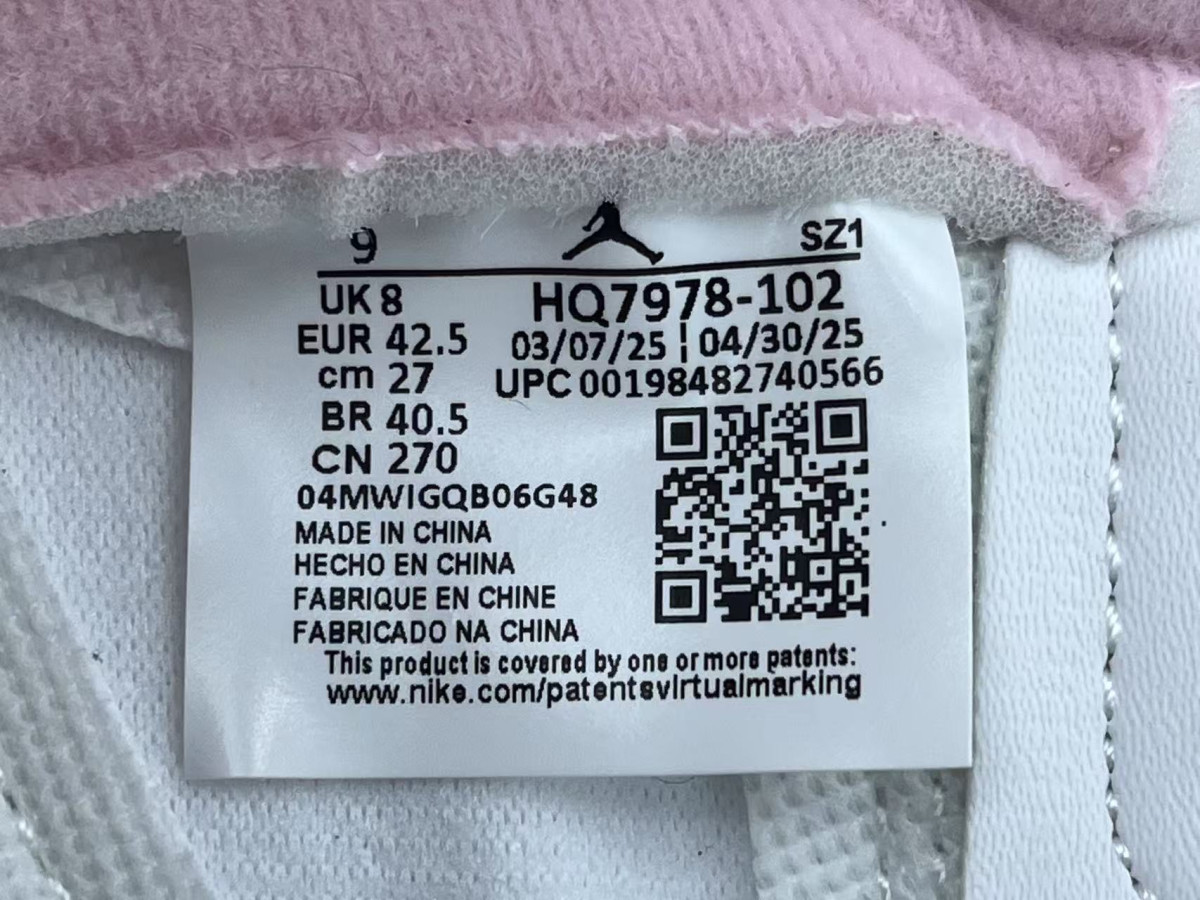 9 SZ1
UK 8 HQ7978-102
EUR 42.5 03/07/25 | 04/30/25
cm 27 UPC 00198482740566
BR 40.5
CN 270
04MWIGQB06G48
MADE IN CHINA
HECHO EN CHINA
FABRIQUE EN CHINE
FABRICADO NA CHINA
This product is covered by one or more patents:
www.nike.com/patentsvirtualmarking